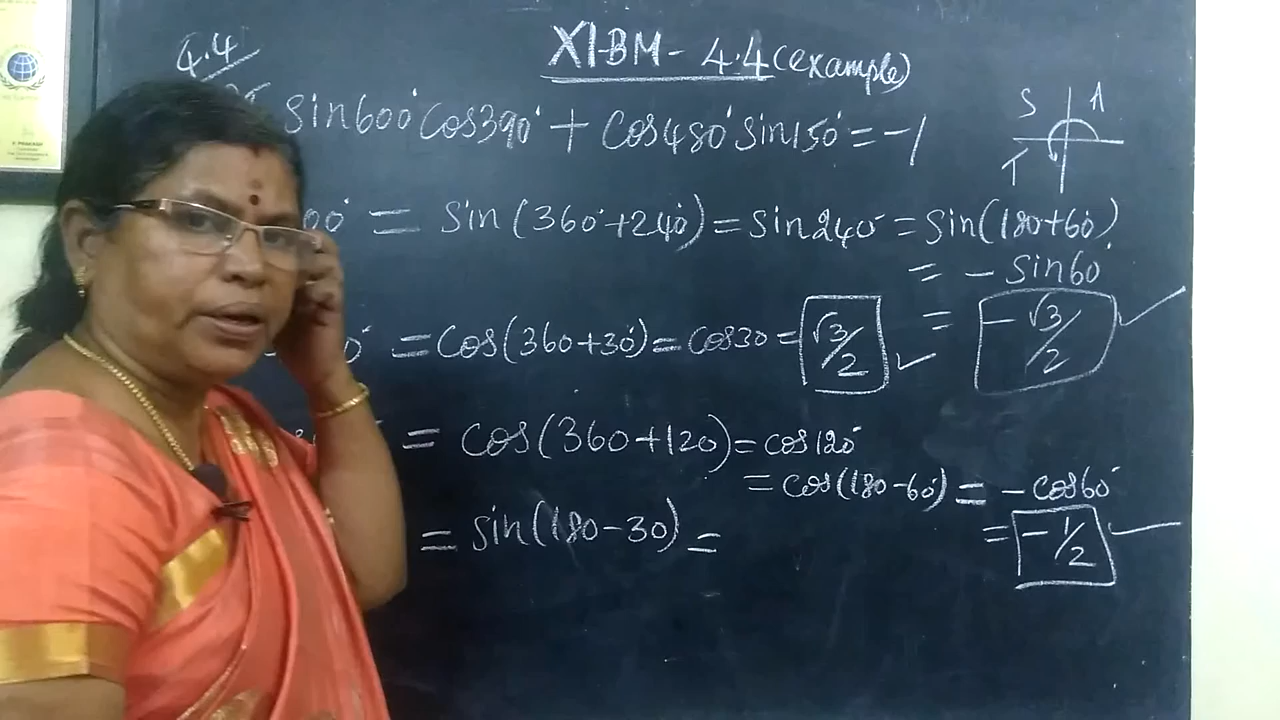 4.4
XI-BM- 4.4 (example)
sin600° cos390° + cos480° sin150° = -1
S A
T
00° = sin(360°+240°) = sin240° = sin(180+60°)
= - sin60°
= -√3/2
0° = cos(360+30°) = cos30 = √3/2
= cos(360+120) = cos120°
= cos(180-60°) = - cos60°
= -1/2
= sin(180-30) =